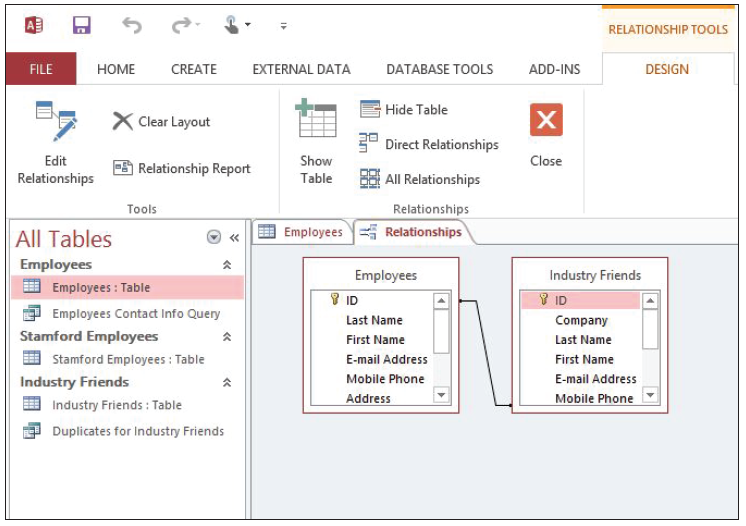 RELATIONSHIP TOOLS
FILE HOME CREATE EXTERNAL DATA DATABASE TOOLS ADD-INS DESIGN
Edit
Relationships
Clear Layout
Relationship Report
Tools
Show
Table
Hide Table
Direct Relationships
All Relationships
Relationships
Close
All Tables
Employees
Employees : Table
Employees Contact Info Query
Stamford Employees
Stamford Employees : Table
Industry Friends
Industry Friends : Table
Duplicates for Industry Friends
Employees Relationships
Employees
ID
Last Name
First Name
E-mail Address
Mobile Phone
Address
Industry Friends
ID
Company
Last Name
First Name
E-mail Address
Mobile Phone